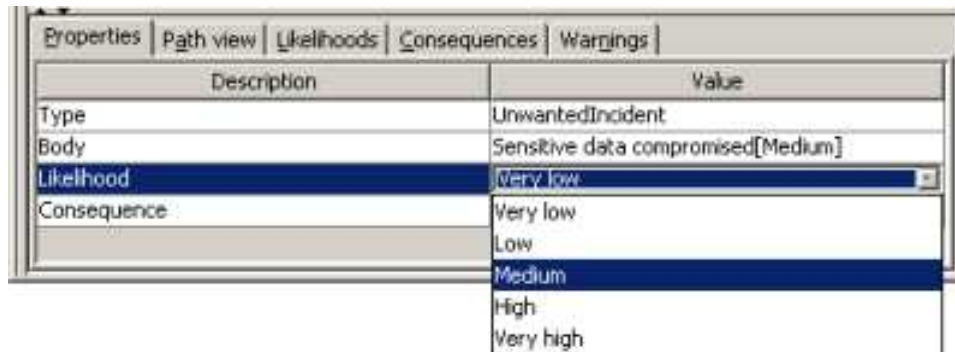 Properties Path view Likelihoods Consequences Warnings
Description Value
Type UnwantedIncident
Body Sensitive data compromised[Medium]
Likelihood Very low
Consequence Very low
Low
Medium
High
Very high